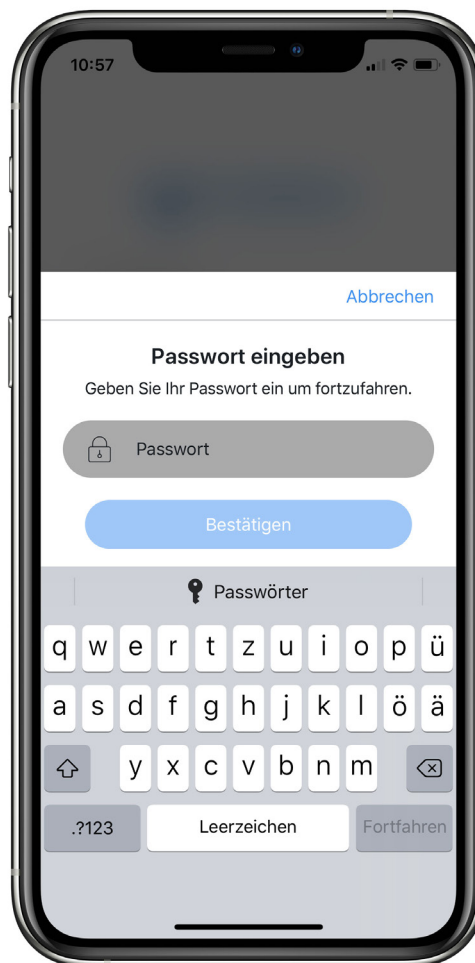 10:57
Abbrechen
Passwort eingeben
Geben Sie Ihr Passwort ein um fortzufahren.
Passwort
Bestätigen
Passwörter
q w e r t z u i o p ü
a s d f g h j k l ö ä
y x c v b n m
.?123 Leerzeichen Fortfahren